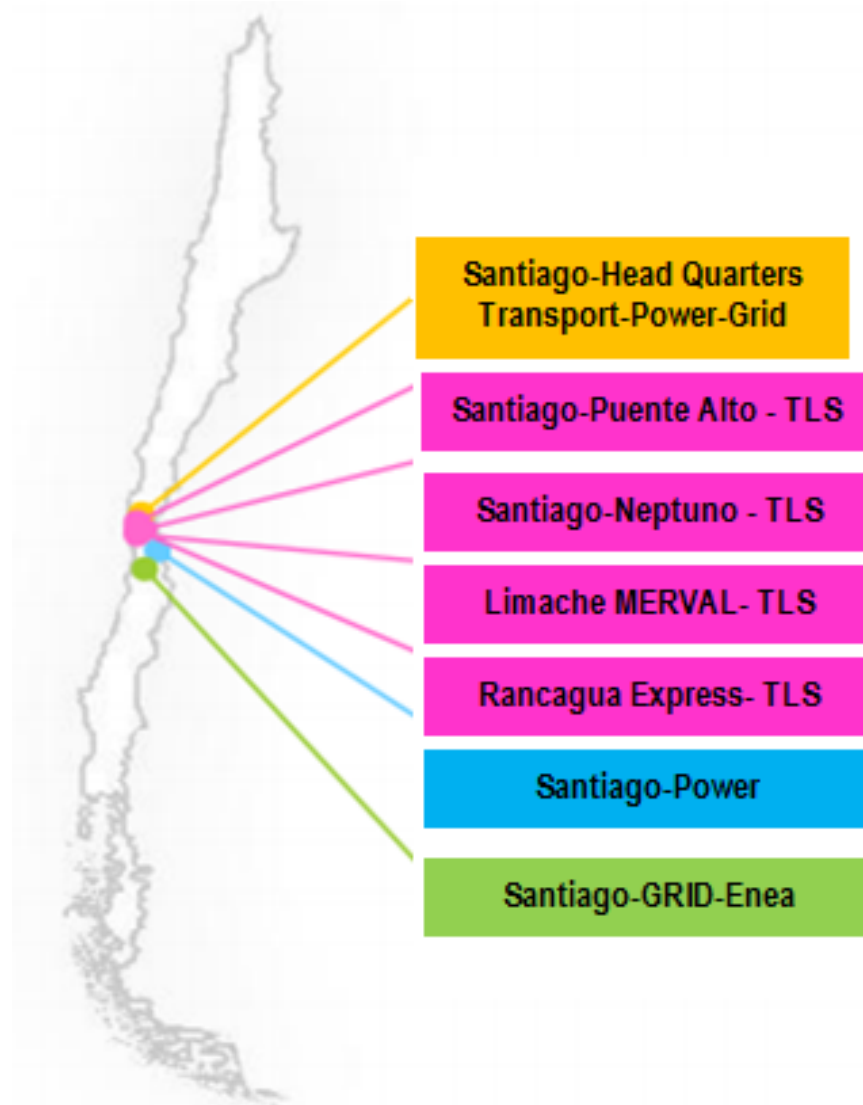 Santiago-Head Quarters
Transport-Power-Grid
Santiago-Puente Alto - TLS
Santiago-Neptuno - TLS
Limache MERVAL- TLS
Rancagua Express- TLS
Santiago-Power
Santiago-GRID-Enea